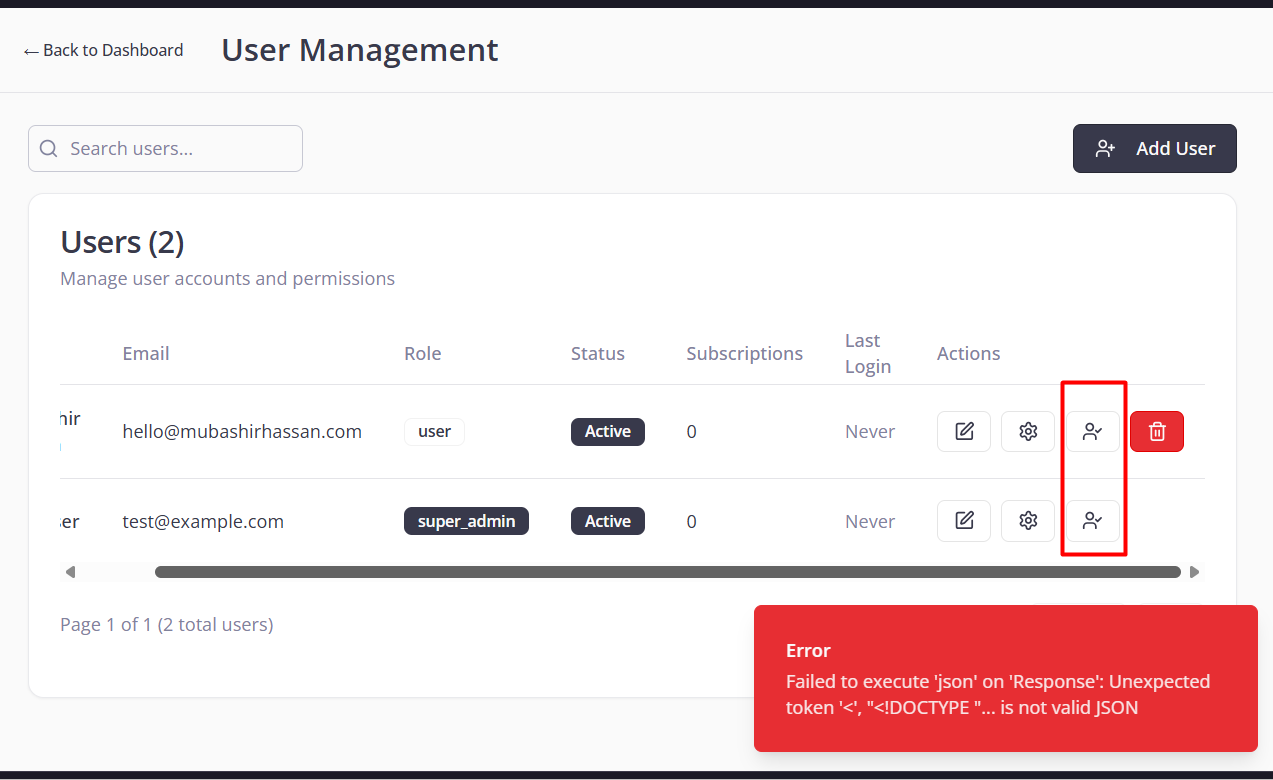 ← Back to Dashboard
User Management
Search users...
Add User
Users (2)
Manage user accounts and permissions
Email Role Status Subscriptions Last Login Actions
hello@mubashirhassan.com user Active 0 Never
test@example.com super_admin Active 0 Never
Page 1 of 1 (2 total users)
Error
Failed to execute 'json' on 'Response': Unexpected
token '<', "<!DOCTYPE "... is not valid JSON